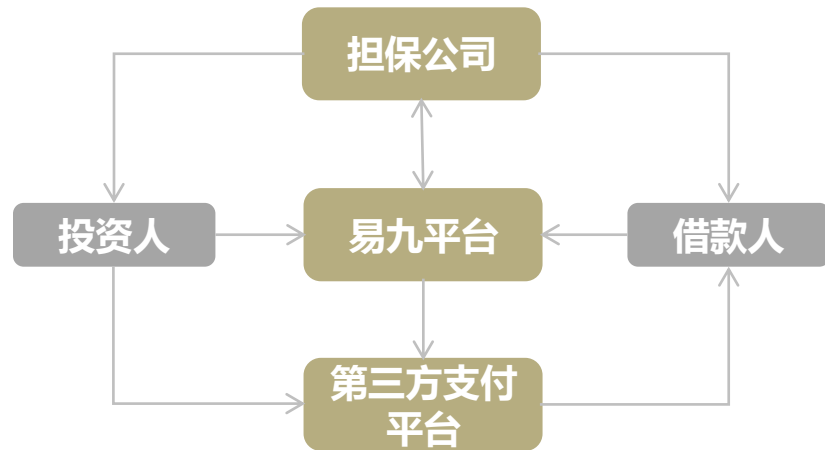 担保公司
投资人
易九平台
借款人
第三方支付
平台